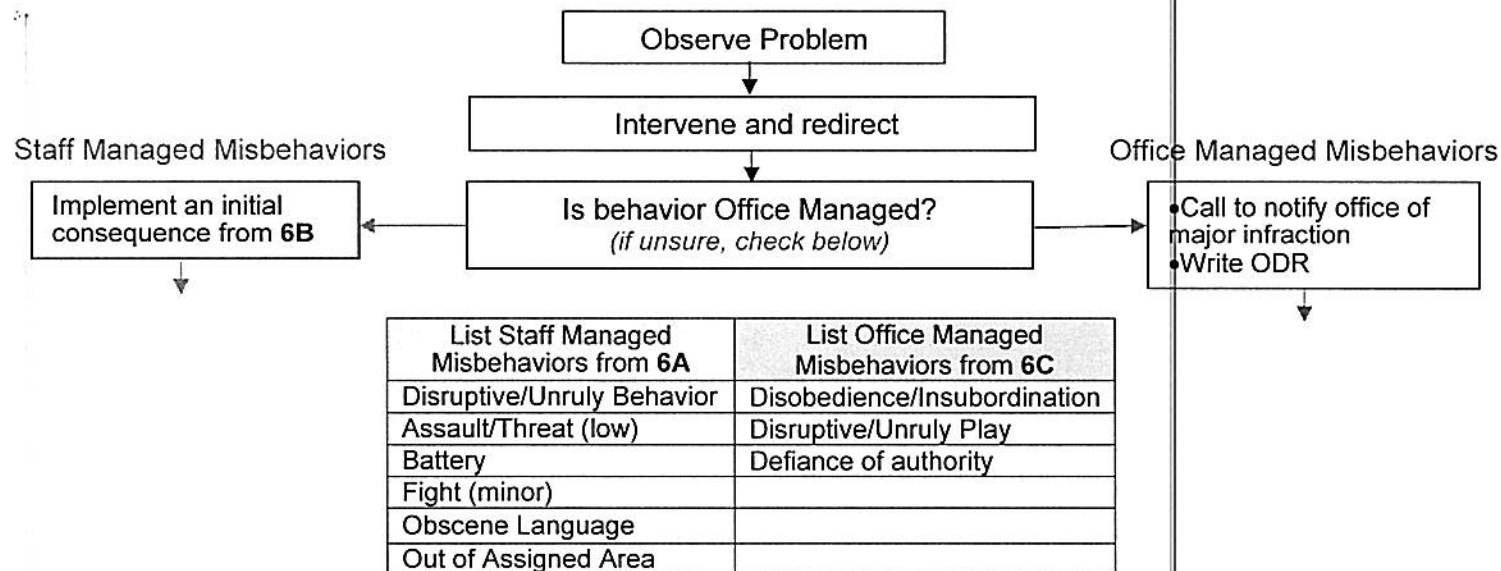 Observe Problem
Intervene and redirect
Staff Managed Misbehaviors
Office Managed Misbehaviors
Implement an initial
consequence from 6B
Is behavior Office Managed?
(if unsure, check below)
•Call to notify office of
major infraction
•Write ODR
List Staff Managed
Misbehaviors from 6A
List Office Managed
Misbehaviors from 6C
Disruptive/Unruly Behavior
Disobedience/Insubordination
Assault/Threat (low)
Disruptive/Unruly Play
Battery
Defiance of authority
Fight (minor)
Obscene Language
Out of Assigned Area